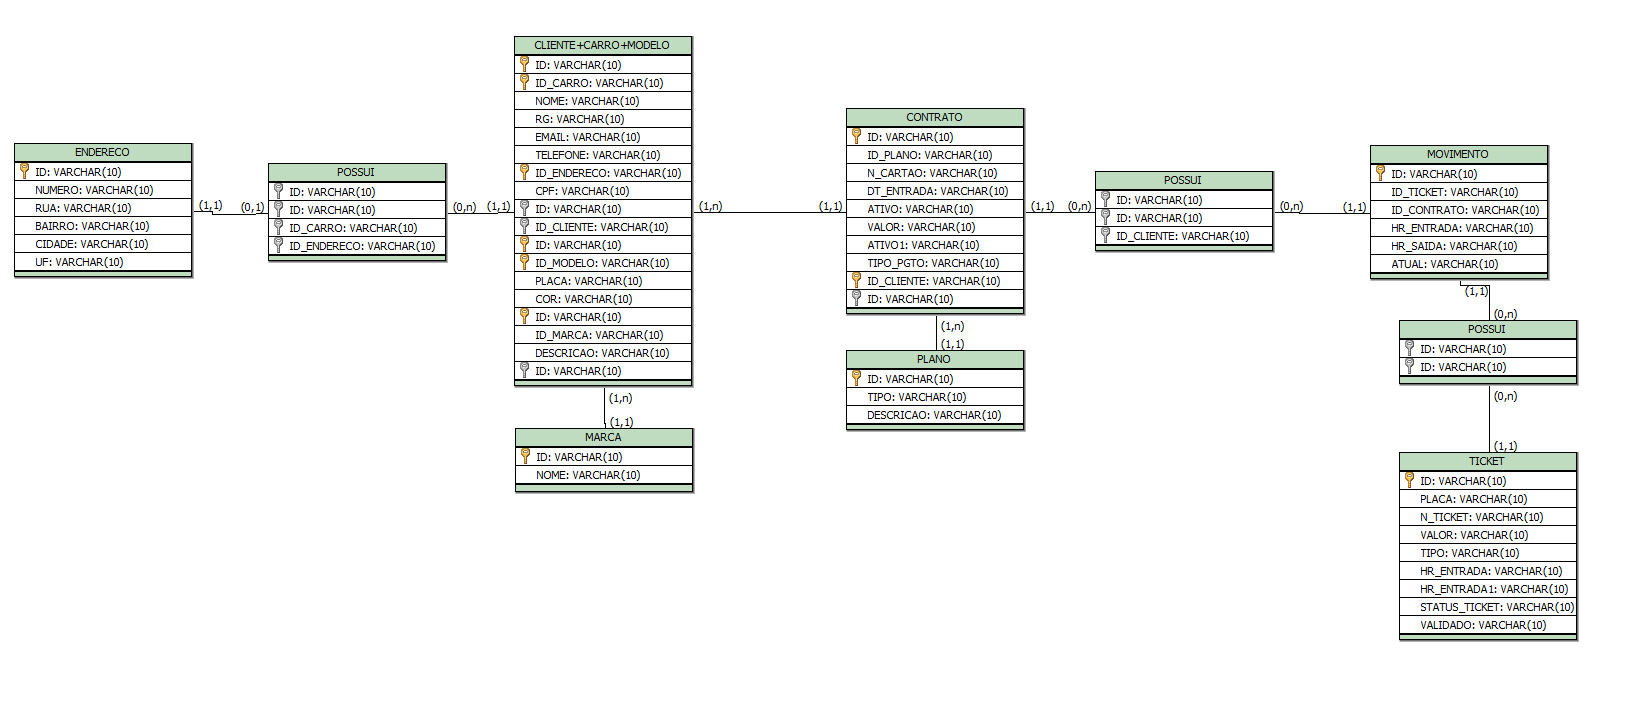 ENDERECO
ID: VARCHAR(10)
NUMERO: VARCHAR(10)
RUA: VARCHAR(10)
BAIRRO: VARCHAR(10)
CIDADE: VARCHAR(10)
UF: VARCHAR(10)
(1,1)
(0,1)
POSSUI
ID: VARCHAR(10)
ID: VARCHAR(10)
ID_CARRO: VARCHAR(10)
ID_ENDERECO: VARCHAR(10)
(0,n)
(1,1)
CLIENTE+CARRO+MODELO
ID: VARCHAR(10)
ID_CARRO: VARCHAR(10)
NOME: VARCHAR(10)
RG: VARCHAR(10)
EMAIL: VARCHAR(10)
TELEFONE: VARCHAR(10)
ID_ENDERECO: VARCHAR(10)
CPF: VARCHAR(10)
ID: VARCHAR(10)
ID_CLIENTE: VARCHAR(10)
ID: VARCHAR(10)
ID_MODELO: VARCHAR(10)
PLACA: VARCHAR(10)
COR: VARCHAR(10)
ID: VARCHAR(10)
ID_MARCA: VARCHAR(10)
DESCRICAO: VARCHAR(10)
ID: VARCHAR(10)
(1,n)
(1,1)
MARCA
ID: VARCHAR(10)
NOME: VARCHAR(10)
(1,n)
(1,1)
CONTRATO
ID: VARCHAR(10)
ID_PLANO: VARCHAR(10)
N_CARTAO: VARCHAR(10)
DT_ENTRADA: VARCHAR(10)
ATIVO: VARCHAR(10)
VALOR: VARCHAR(10)
ATIVO1: VARCHAR(10)
TIPO_PGTO: VARCHAR(10)
ID_CLIENTE: VARCHAR(10)
ID: VARCHAR(10)
(1,n)
(1,1)
PLANO
ID: VARCHAR(10)
TIPO: VARCHAR(10)
DESCRICAO: VARCHAR(10)
(1,1)
(0,n)
POSSUI
ID: VARCHAR(10)
ID: VARCHAR(10)
ID_CLIENTE: VARCHAR(10)
(0,n)
(1,1)
MOVIMENTO
ID: VARCHAR(10)
ID_TICKET: VARCHAR(10)
ID_CONTRATO: VARCHAR(10)
HR_ENTRADA: VARCHAR(10)
HR_SAIDA: VARCHAR(10)
ATUAL: VARCHAR(10)
(1,1)
(0,n)
POSSUI
ID: VARCHAR(10)
ID: VARCHAR(10)
(0,n)
(1,1)
TICKET
ID: VARCHAR(10)
PLACA: VARCHAR(10)
N_TICKET: VARCHAR(10)
VALOR: VARCHAR(10)
TIPO: VARCHAR(10)
HR_ENTRADA: VARCHAR(10)
HR_ENTRADA1: VARCHAR(10)
STATUS_TICKET: VARCHAR(10)
VALIDADO: VARCHAR(10)